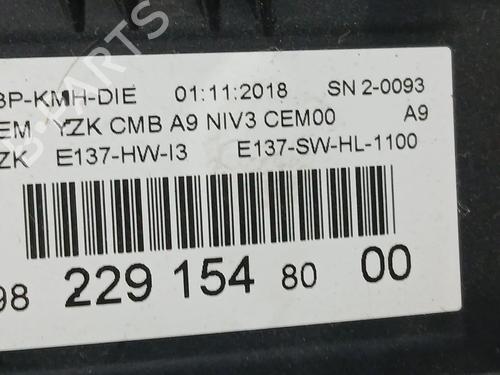 3P-KMH-DIE 01:11:2018 SN 2-0093
EM YZK CMB A9 NIV3 CEM00 A9
ZK E137-HW-I3 E137-SW-HL-1100
98 229 154 80 00
B-PARTS